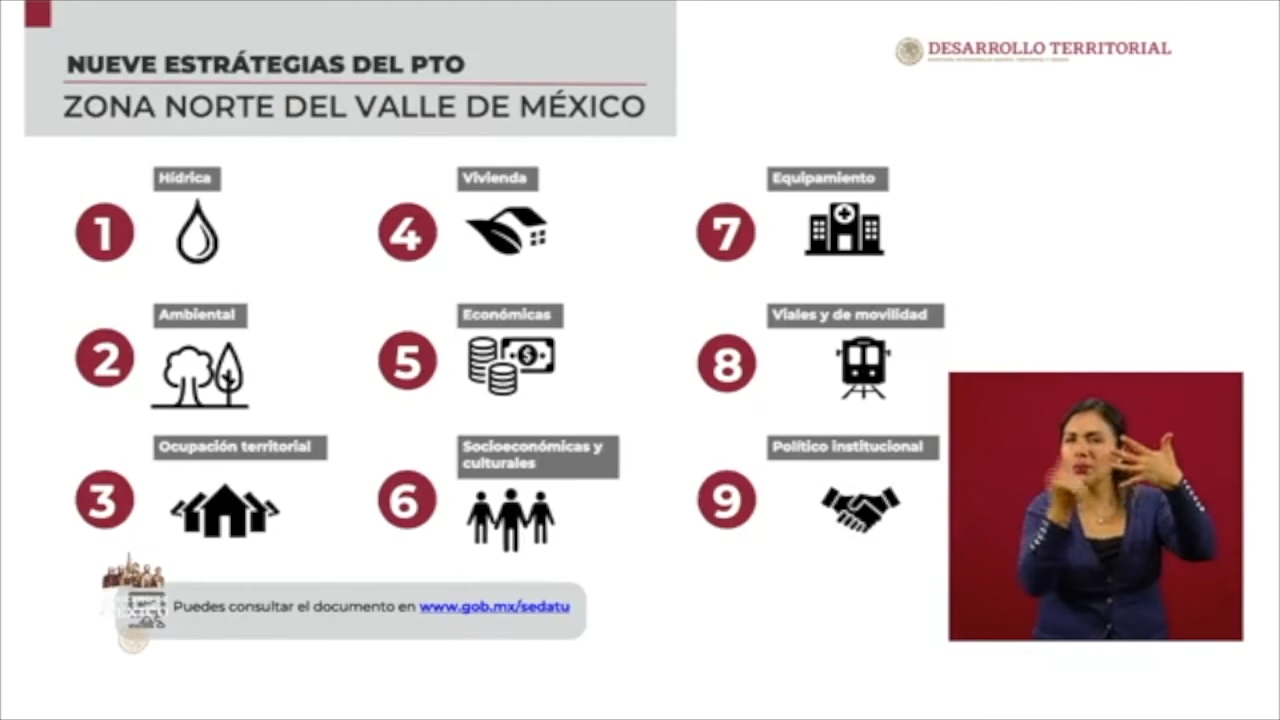 NUEVE ESTRÁTEGIAS DEL PTO
ZONA NORTE DEL VALLE DE MÉXICO
DESARROLLO TERRITORIAL
Hídrica
1
Ambiental
2
Ocupación territorial
3
Vivienda
4
Económicas
5
Socioeconómicas y
culturales
6
Equipamiento
7
Viales y de movilidad
8
Político institucional
9
Puedes consultar el documento en www.gob.mx/sedatu